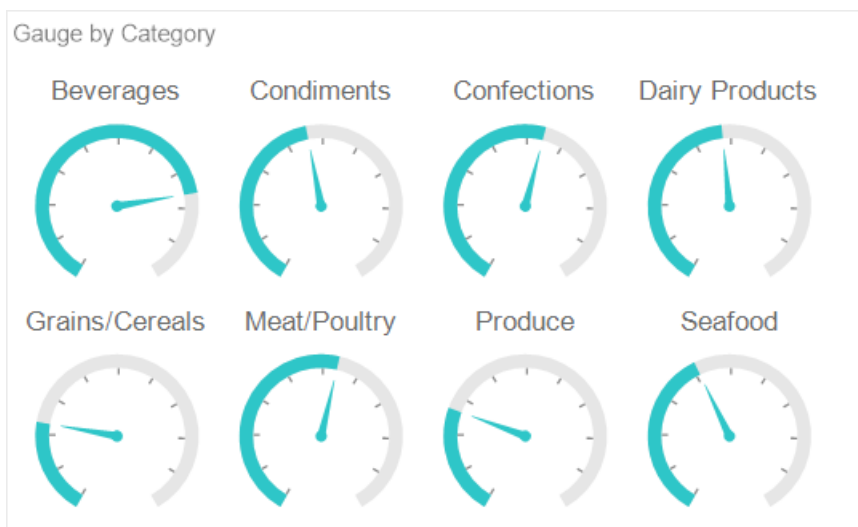 Gauge by Category
Beverages Condiments Confections Dairy Products
Grains/Cereals Meat/Poultry Produce Seafood